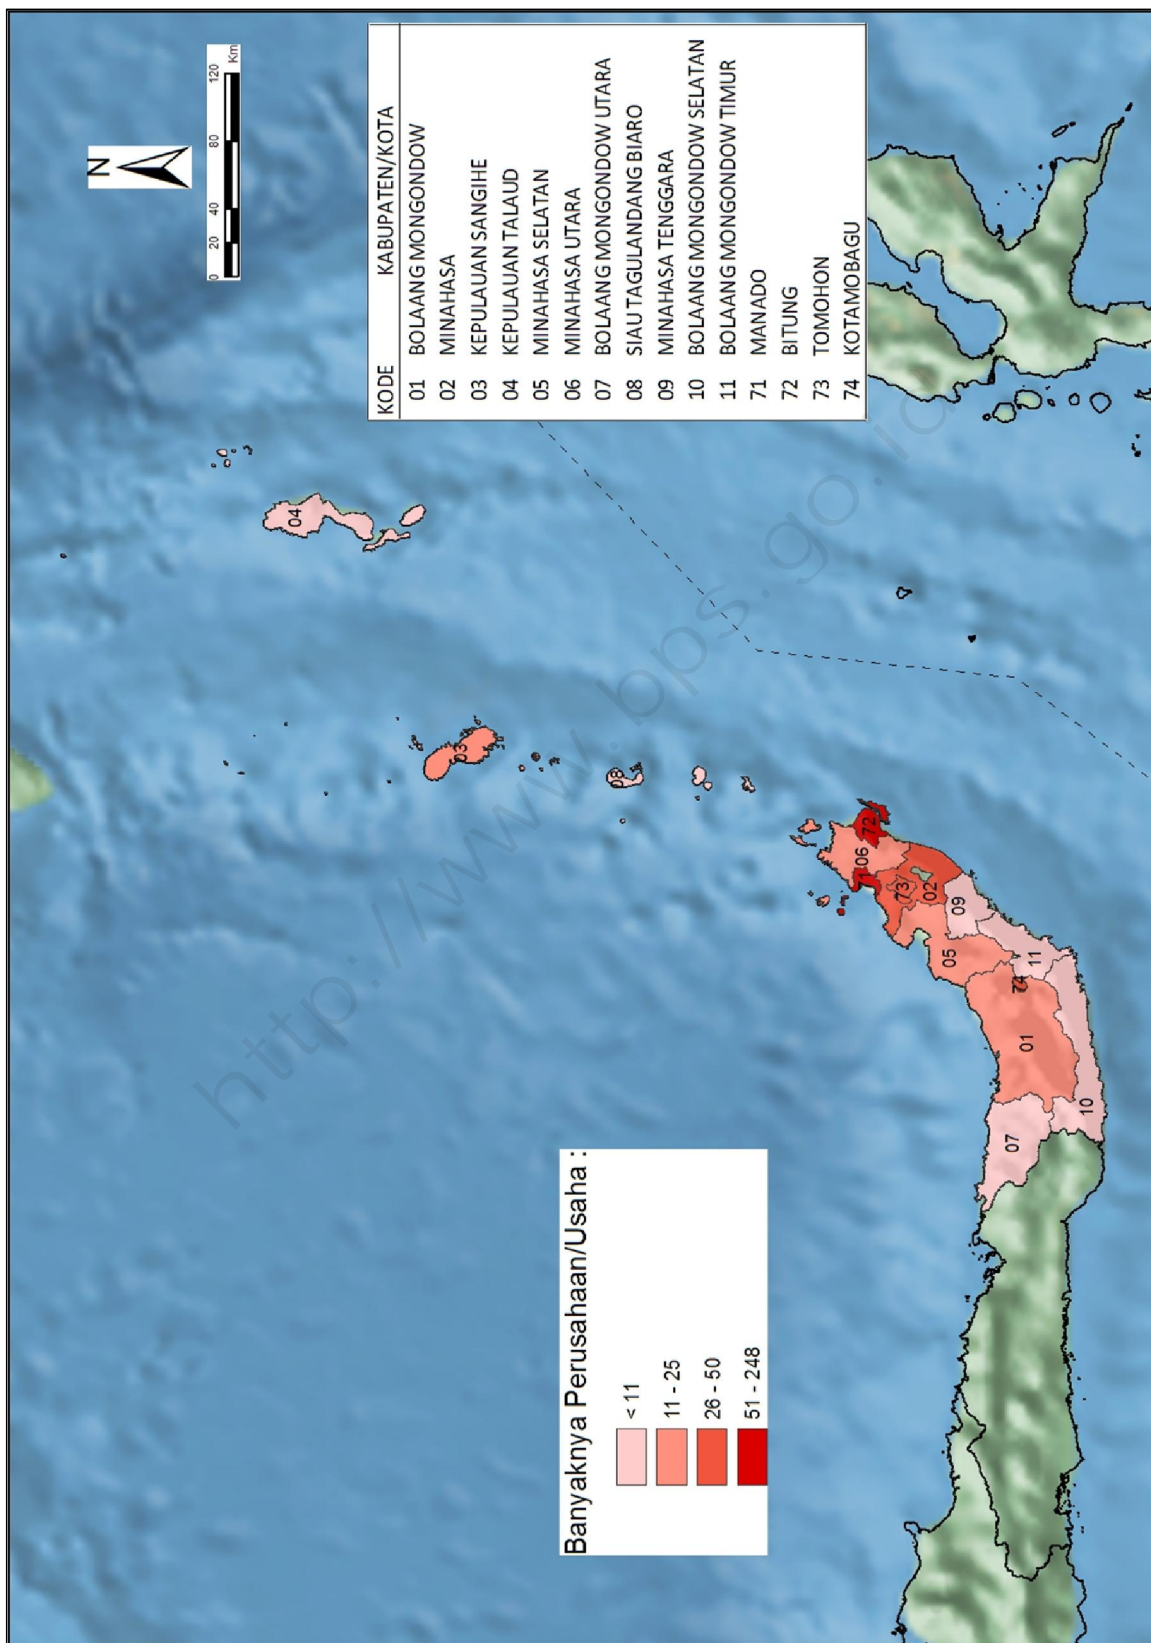 N
0 20 40 80 120
Km
KODE KABUPATEN/KOTA
01 BOLAANG MONGONDOW
02 MINAHASA
03 KEPULAUAN SANGIHE
04 KEPULAUAN TALAUD
05 MINAHASA SELATAN
06 MINAHASA UTARA
07 BOLAANG MONGONDOW UTARA
08 SIAU TAGULANDANG BIARO
09 MINAHASA TENGGARA
10 BOLAANG MONGONDOW SELATAN
11 BOLAANG MONGONDOW TIMUR
71 MANADO
72 BITUNG
73 TOMOHON
74 KOTAMOBAGU
04
03
08
72
06
71
73
02
09
05
11
74
01
10
07
Banyaknya Perusahaan/Usaha :
< 11
11 - 25
26 - 50
51 - 248
http://www.bps.go.id